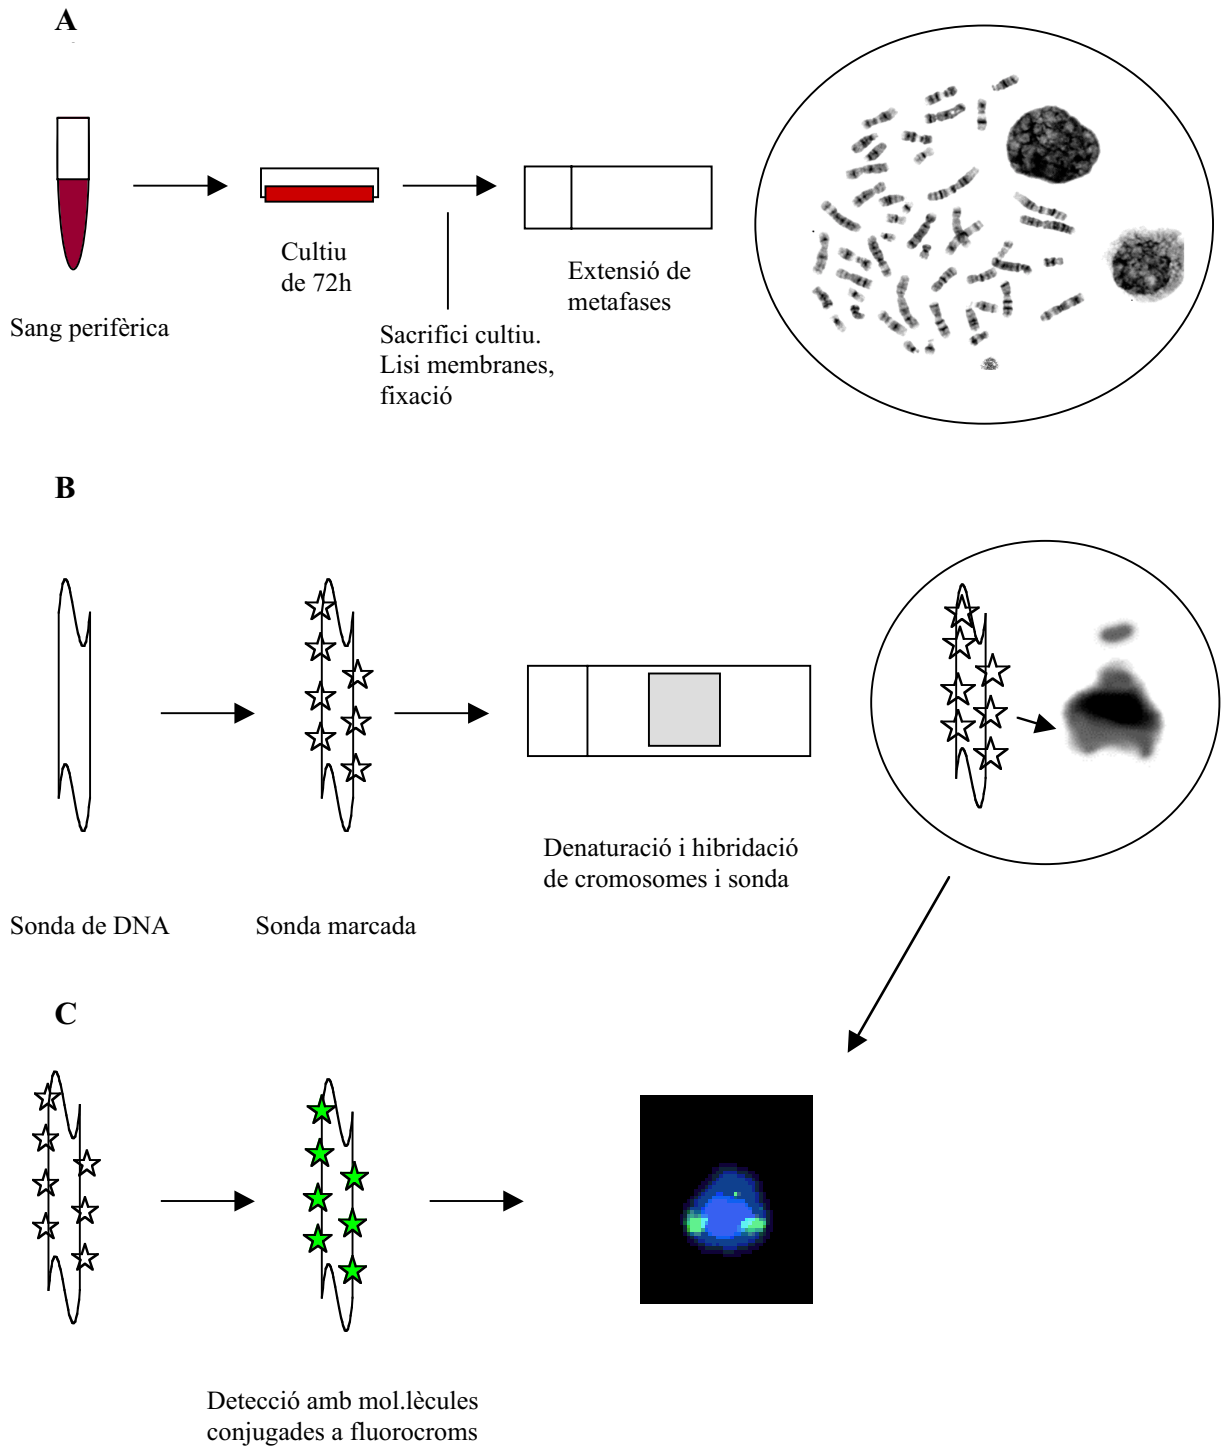 A
Sang perifèrica
Cultiu
de 72h
Sacrifici cultiu.
Lisi membranes,
fixació
Extensió de
metafases
B
Sonda de DNA
Sonda marcada
Denaturació i hibridació
de cromosomes i sonda
C
Detecció amb mol.lècules
conjugades a fluorocroms